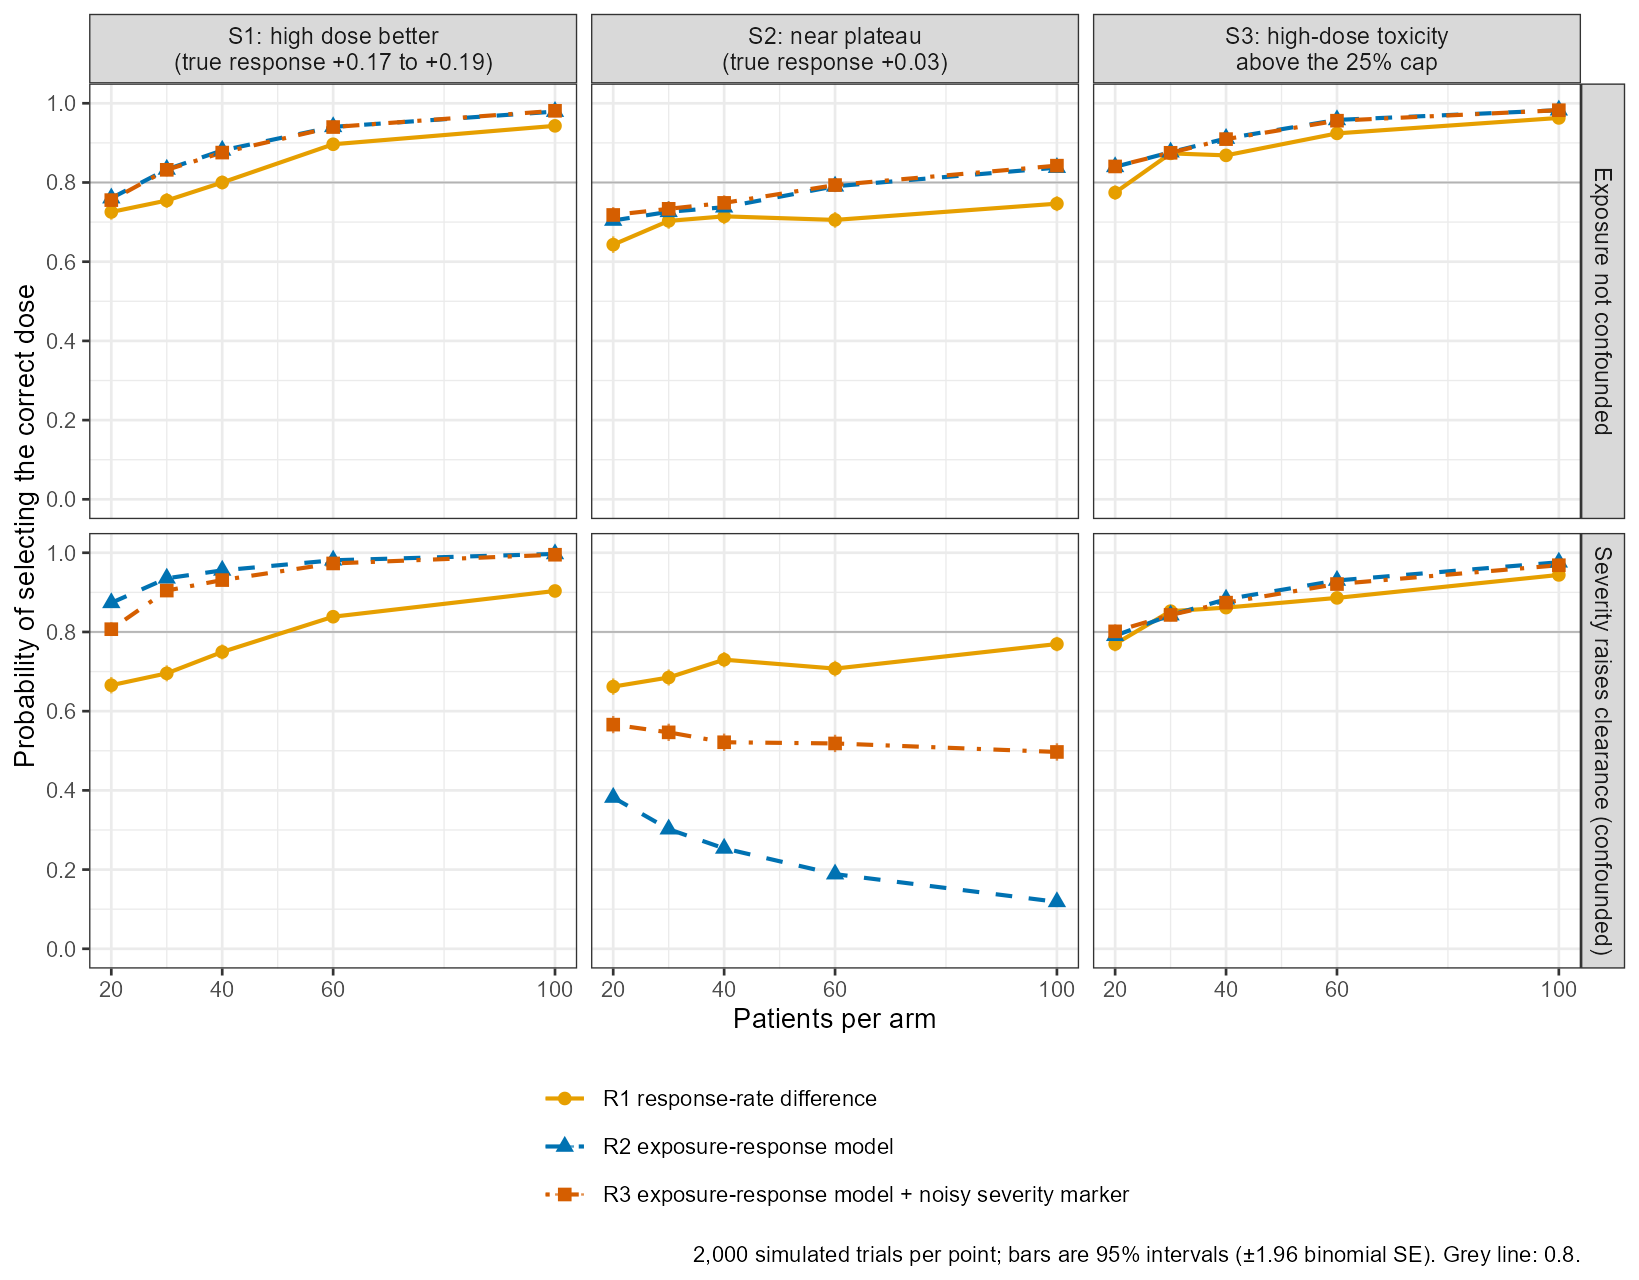 S1: high dose better
(true response +0.17 to +0.19)
S2: near plateau
(true response +0.03)
S3: high-dose toxicity
above the 25% cap
Probability of selecting the correct dose
1.0
0.8
0.6
0.4
0.2
0.0
Exposure not confounded
1.0
0.8
0.6
0.4
0.2
0.0
Severity raises clearance (confounded)
20 40 60 100
20 40 60 100
20 40 60 100
Patients per arm
R1 response-rate difference
R2 exposure-response model
R3 exposure-response model + noisy severity marker
2,000 simulated trials per point; bars are 95% intervals (±1.96 binomial SE). Grey line: 0.8.